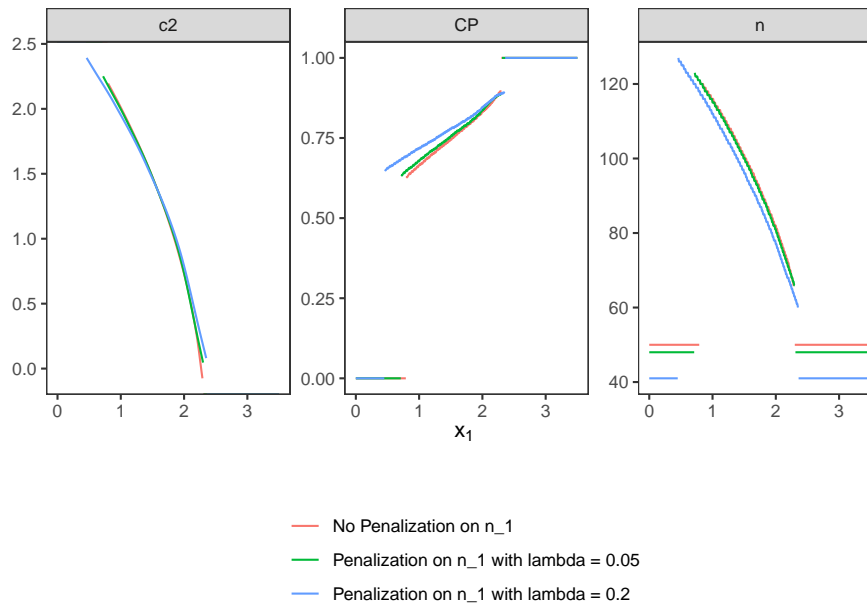 c2
CP
n
2.5
2.0
1.5
1.0
0.5
0.0
1.00
0.75
0.50
0.25
0.00
120
100
80
60
40
0 1 2 3
0 1 2 3
0 1 2 3
x₁
No Penalization on n_1
Penalization on n_1 with lambda = 0.05
Penalization on n_1 with lambda = 0.2